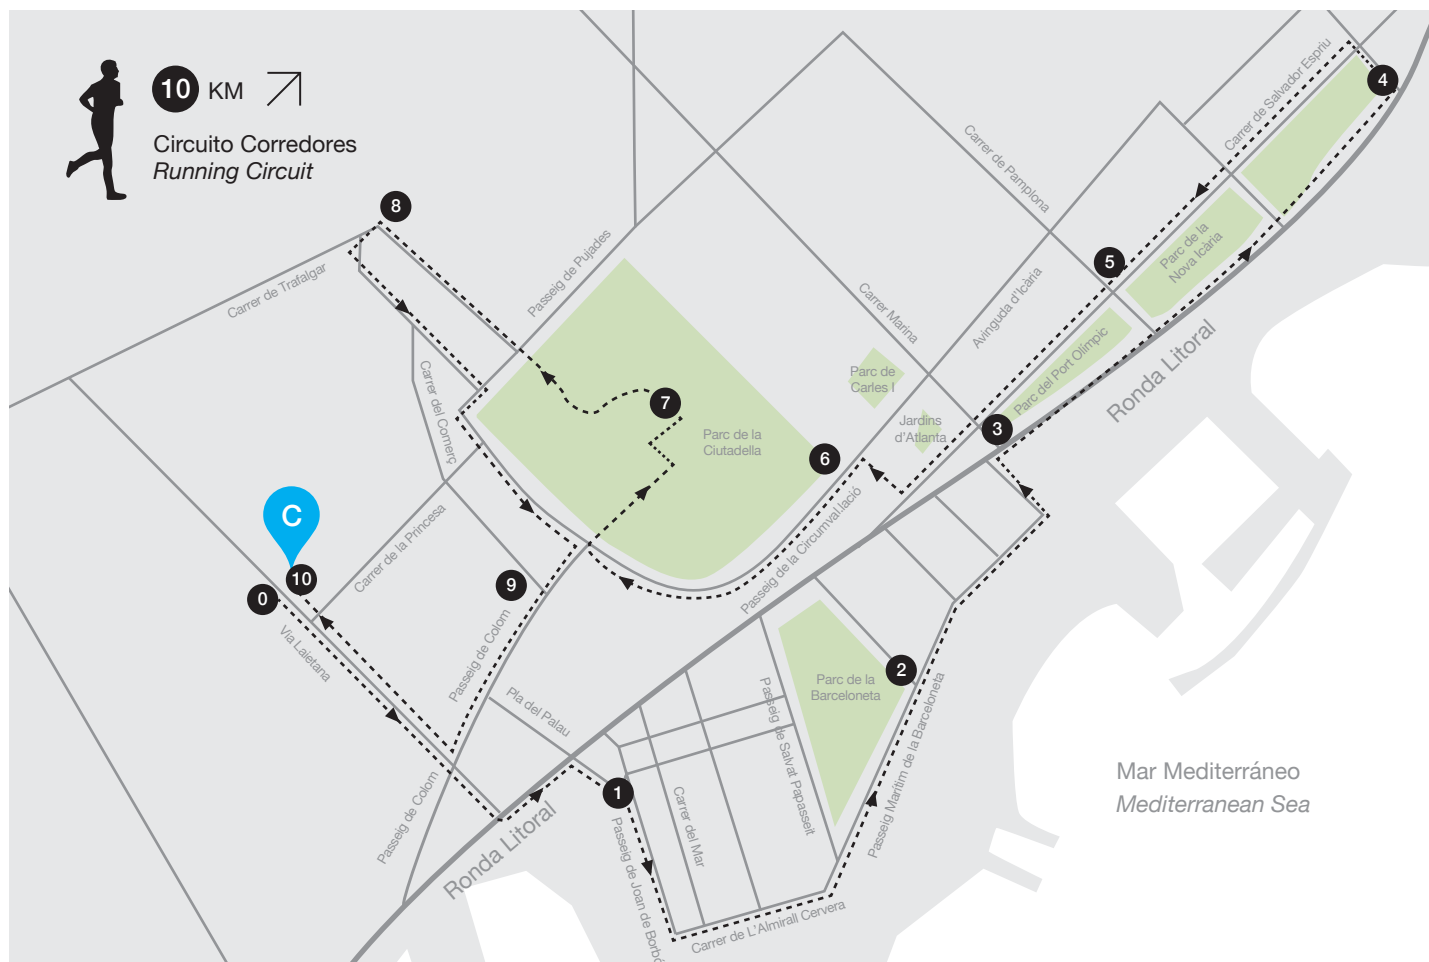 10 KM
Circuito Corredores
Running Circuit
4
Carrer de Salvador Espriu
Carrer de Pamplona
8
Passeig de Pujades
Parc de la
Nova Icària
5
Carrer de Trafalgar
Carrer Marina
Avinguda d'Icària
Parc del Port Olímpic
Ronda Litoral
Parc de
Carles I
Carrer del Comerç
7
Parc de la
Ciutadella
Jardins
d'Atlanta
3
6
C
Carrer de la Princesa
Passeig de la Circumval.lació
10
0
9
Via Laietana
Passeig de Colom
Pla del Palau
Parc de la
Barceloneta
2
Passeig de Salvat Papasseit
Passeig Marítim de la Barceloneta
Passeig de Colom
Ronda Litoral
1
Carrer del Mar
Passeig de Joan de Borbó
Carrer de L'Almirall Cervera
Mar Mediterráneo
Mediterranean Sea